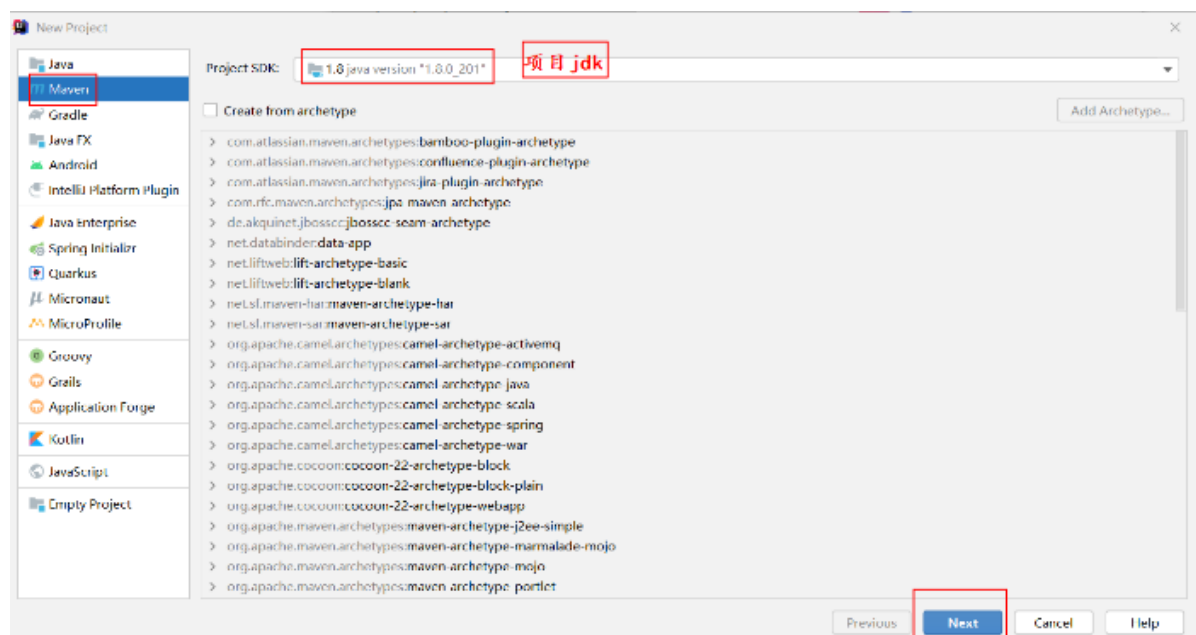 New Project
Java
Maven
Gradle
Java FX
Android
IntelliJ Platform Plugin
Java Enterprise
Spring Initializr
Quarkus
Micronaut
MicroProfile
Groovy
Grails
Application Forge
Kotlin
JavaScript
Empty Project
Project SDK: 1.8 java version "1.8.0_201" 项目 jdk
Create from archetype Add Archetype...
com.atlassian.maven.archetypes:bamboo-plugin-archetype
com.atlassian.maven.archetypes:confluence-plugin-archetype
com.atlassian.maven.archetypes:jira-plugin-archetype
com.rfc.maven.archetypes:jpa-maven-archetype
de.akquinet.jbosscc:jbosscc-seam-archetype
net.databinder:data-app
net.liftweb:lift-archetype-basic
net.liftweb:lift-archetype-blank
net.sf.maven-har:maven-archetype-har
net.sf.maven-sar:maven-archetype-sar
org.apache.camel.archetypes:camel-archetype-activemq
org.apache.camel.archetypes:camel-archetype-component
org.apache.camel.archetypes:camel-archetype-java
org.apache.camel.archetypes:camel-archetype-scala
org.apache.camel.archetypes:camel-archetype-spring
org.apache.camel.archetypes:camel-archetype-war
org.apache.cocoon:cocoon-22-archetype-block
org.apache.cocoon:cocoon-22-archetype-block-plain
org.apache.cocoon:cocoon-22-archetype-webapp
org.apache.maven.archetypes:maven-archetype-j2ee-simple
org.apache.maven.archetypes:maven-archetype-marmalade-mojo
org.apache.maven.archetypes:maven-archetype-mojo
org.apache.maven.archetypes:maven-archetype-portlet
Previous Next Cancel Help